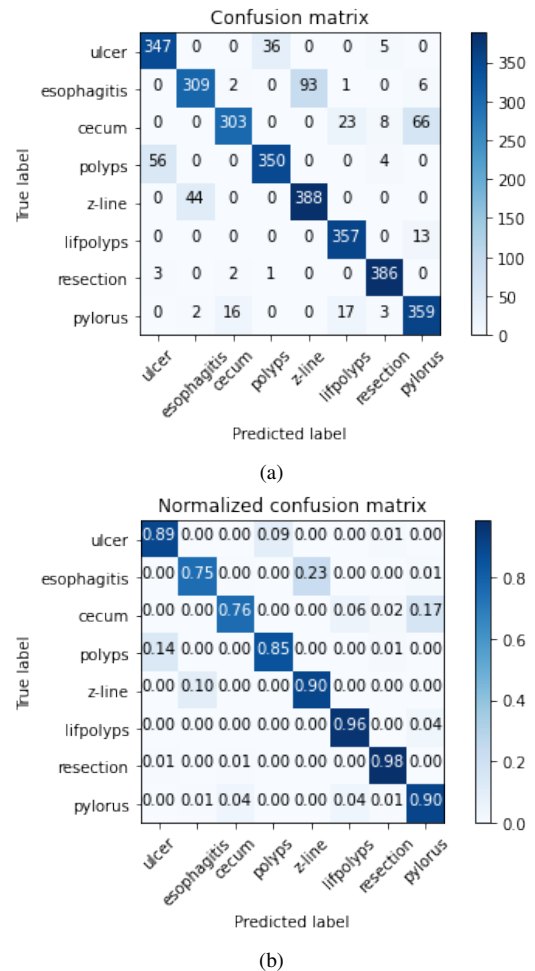 Confusion matrix
ulcer 347 0 0 36 0 0 5 0
esophagitis 0 309 2 0 93 1 0 6
cecum 0 0 303 0 0 23 8 66
polyps 56 0 0 350 0 0 4 0
z-line 0 44 0 0 388 0 0 0
lifpolyps 0 0 0 0 0 357 0 13
resection 3 0 2 1 0 0 386 0
pylorus 0 2 16 0 0 17 3 359
True label
ulcer esophagitis cecum polyps z-line lifpolyps resection pylorus
Predicted label
350
300
250
200
150
100
50
0
(a)
Normalized confusion matrix
ulcer 0.89 0.00 0.00 0.09 0.00 0.00 0.01 0.00
esophagitis 0.00 0.75 0.00 0.00 0.23 0.00 0.00 0.01
cecum 0.00 0.00 0.76 0.00 0.00 0.06 0.02 0.17
polyps 0.14 0.00 0.00 0.85 0.00 0.00 0.01 0.00
z-line 0.00 0.10 0.00 0.00 0.90 0.00 0.00 0.00
lifpolyps 0.00 0.00 0.00 0.00 0.00 0.96 0.00 0.04
resection 0.01 0.00 0.01 0.00 0.00 0.00 0.98 0.00
pylorus 0.00 0.01 0.04 0.00 0.00 0.04 0.01 0.90
True label
ulcer esophagitis cecum polyps z-line lifpolyps resection pylorus
Predicted label
0.8
0.6
0.4
0.2
0.0
(b)